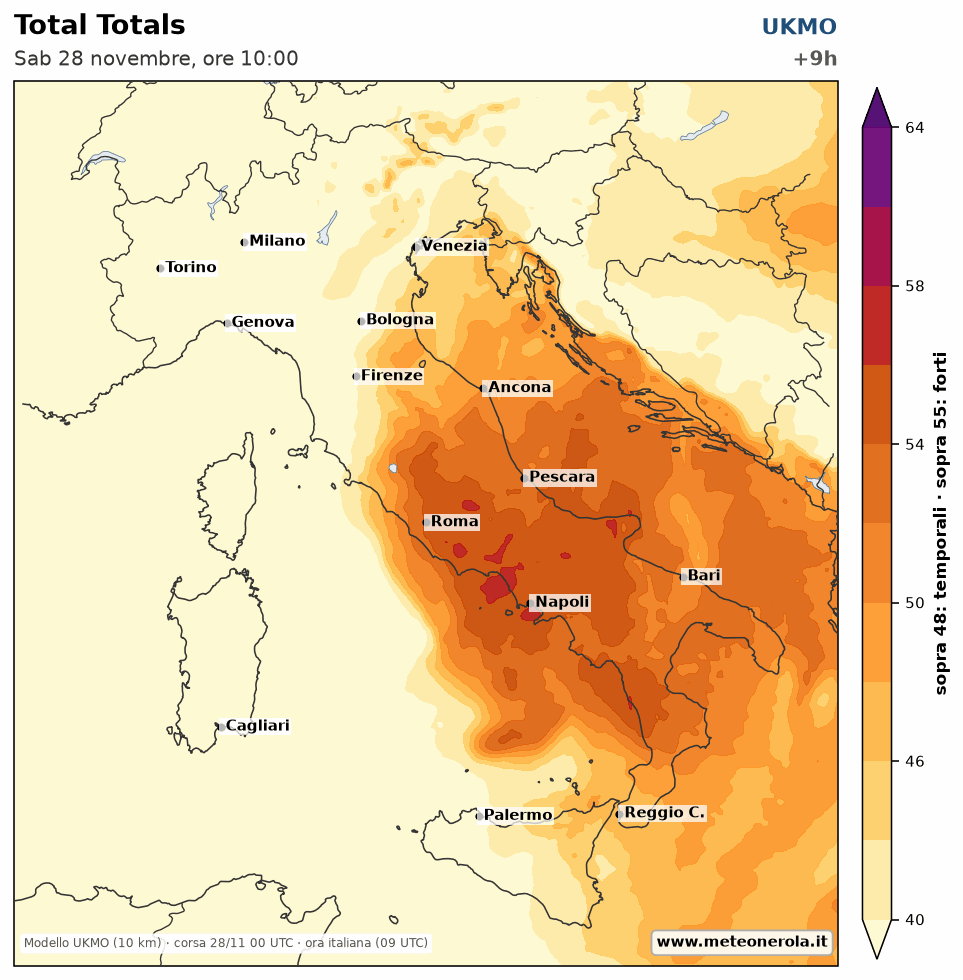 Total Totals
UKMO
Sab 28 novembre, ore 10:00
+9h
Milano
Venezia
Torino
Genova
Bologna
Firenze
Ancona
Pescara
Roma
Bari
Napoli
Cagliari
Palermo
Reggio C.
64
58
54
50
46
40
sopra 48: temporali · sopra 55: forti
Modello UKMO (10 km) · corsa 28/11 00 UTC · ora italiana (09 UTC)
www.meteonerola.it